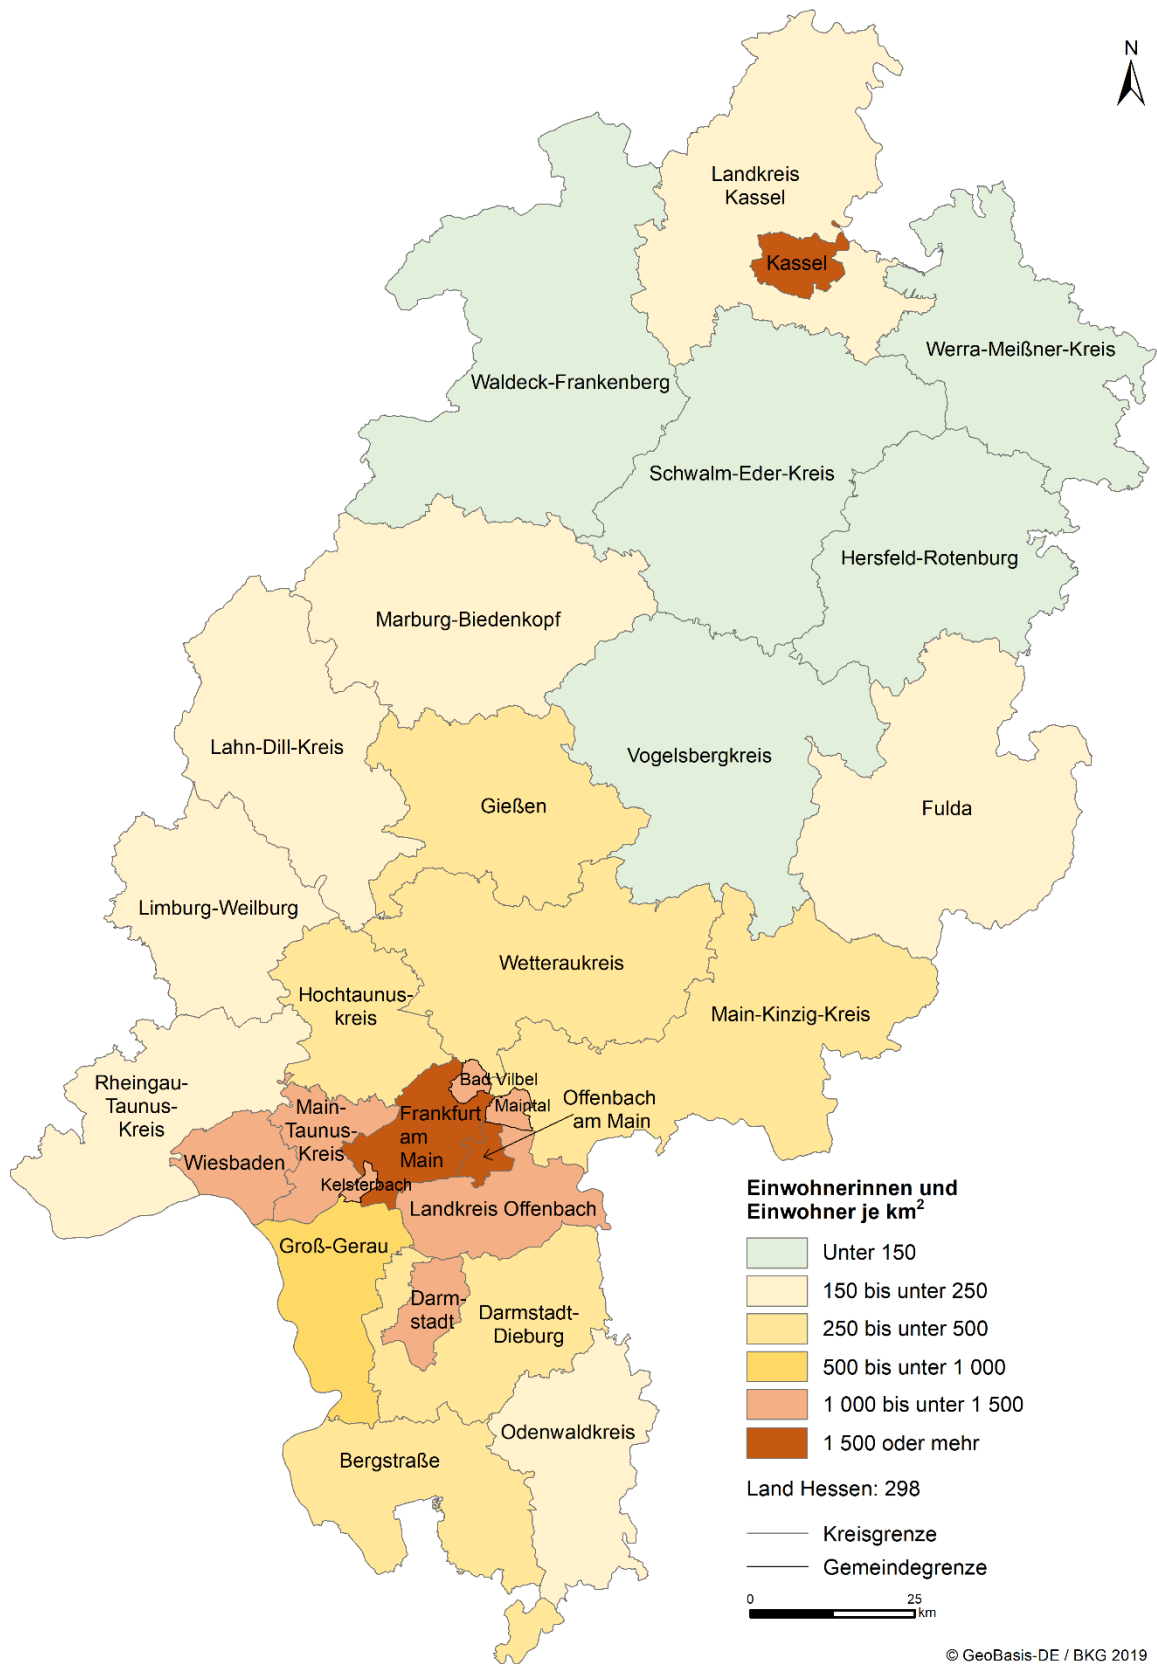 N
Landkreis
Kassel
Kassel
Werra-Meißner-Kreis
Waldeck-Frankenberg
Schwalm-Eder-Kreis
Hersfeld-Rotenburg
Marburg-Biedenkopf
Lahn-Dill-Kreis
Vogelsbergkreis
Gießen
Fulda
Limburg-Weilburg
Wetteraukreis
Hochtaunus-
kreis
Main-Kinzig-Kreis
Rheingau-
Taunus-
Kreis
Bad Vilbel
Maintal
Offenbach
am Main
Main-
Taunus-
Kreis
Frankfurt
am
Main
Wiesbaden
Kelsterbach
Landkreis Offenbach
Groß-Gerau
Darm-
stadt
Darmstadt-
Dieburg
Odenwaldkreis
Bergstraße
Einwohnerinnen und
Einwohner je km²
Unter 150
150 bis unter 250
250 bis unter 500
500 bis unter 1 000
1 000 bis unter 1 500
1 500 oder mehr
Land Hessen: 298
Kreisgrenze
Gemeindegrenze
0 25
km
© GeoBasis-DE / BKG 2019